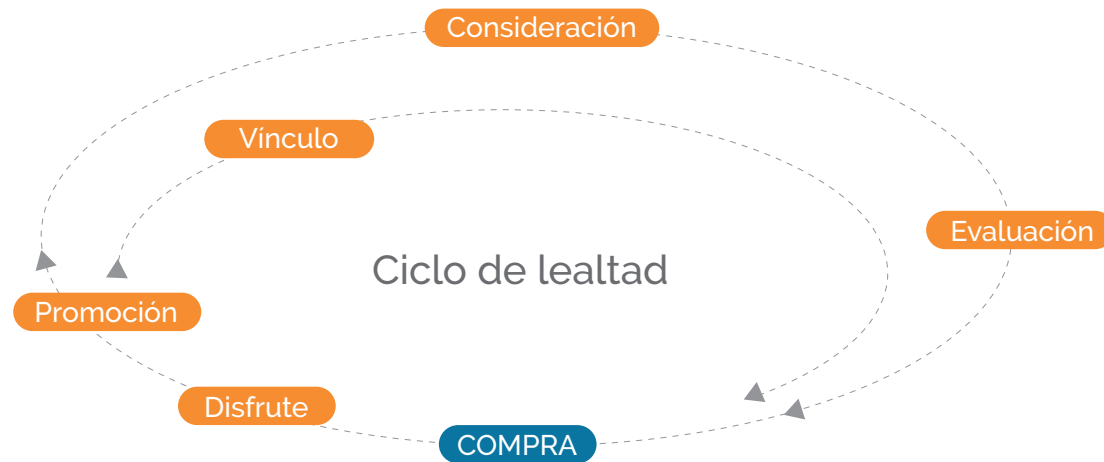 Consideración
Vínculo
Evaluación
Ciclo de lealtad
Promoción
Disfrute
COMPRA